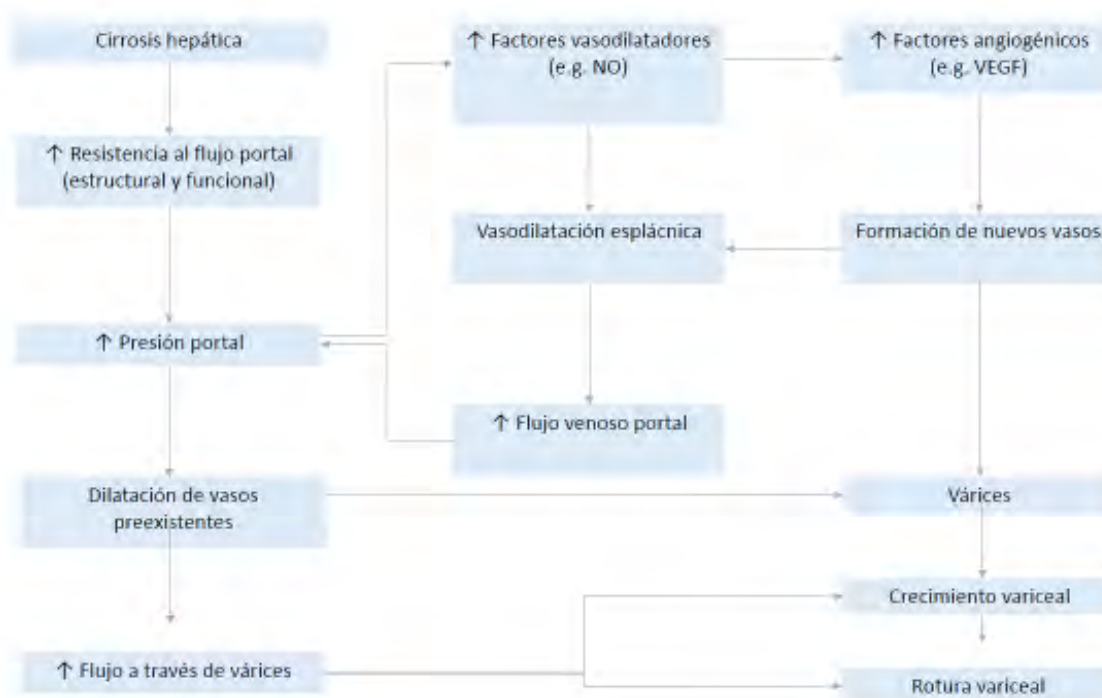 Cirrosis hepática
↑ Factores vasodilatadores
(e.g. NO)
↑ Factores angiogénicos
(e.g. VEGF)
↑ Resistencia al flujo portal
(estructural y funcional)
Vasodilatación esplácnica
Formación de nuevos vasos
↑ Presión portal
↑ Flujo venoso portal
Dilatación de vasos
preexistentes
Várices
Crecimiento variceal
↑ Flujo a través de várices
Rotura variceal